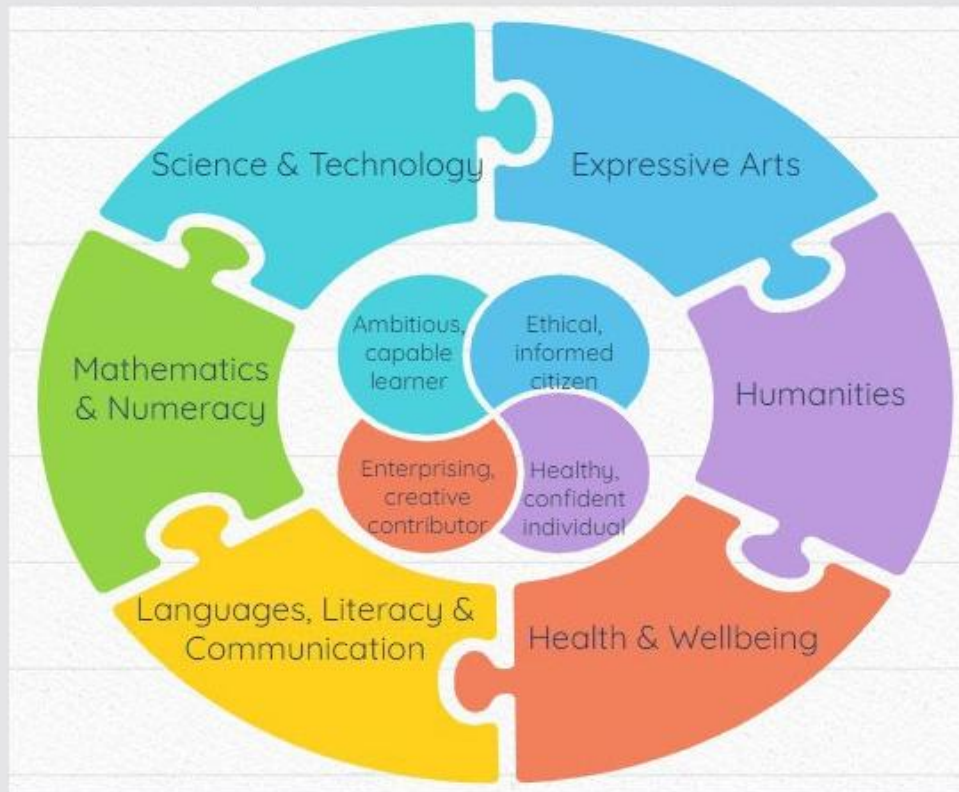 Science & Technology
Expressive Arts
Humanities
Health & Wellbeing
Languages, Literacy &
Communication
Mathematics
& Numeracy
Ambitious,
capable
learner
Ethical,
informed
citizen
Enterprising,
creative
contributor
Healthy,
confident
individual